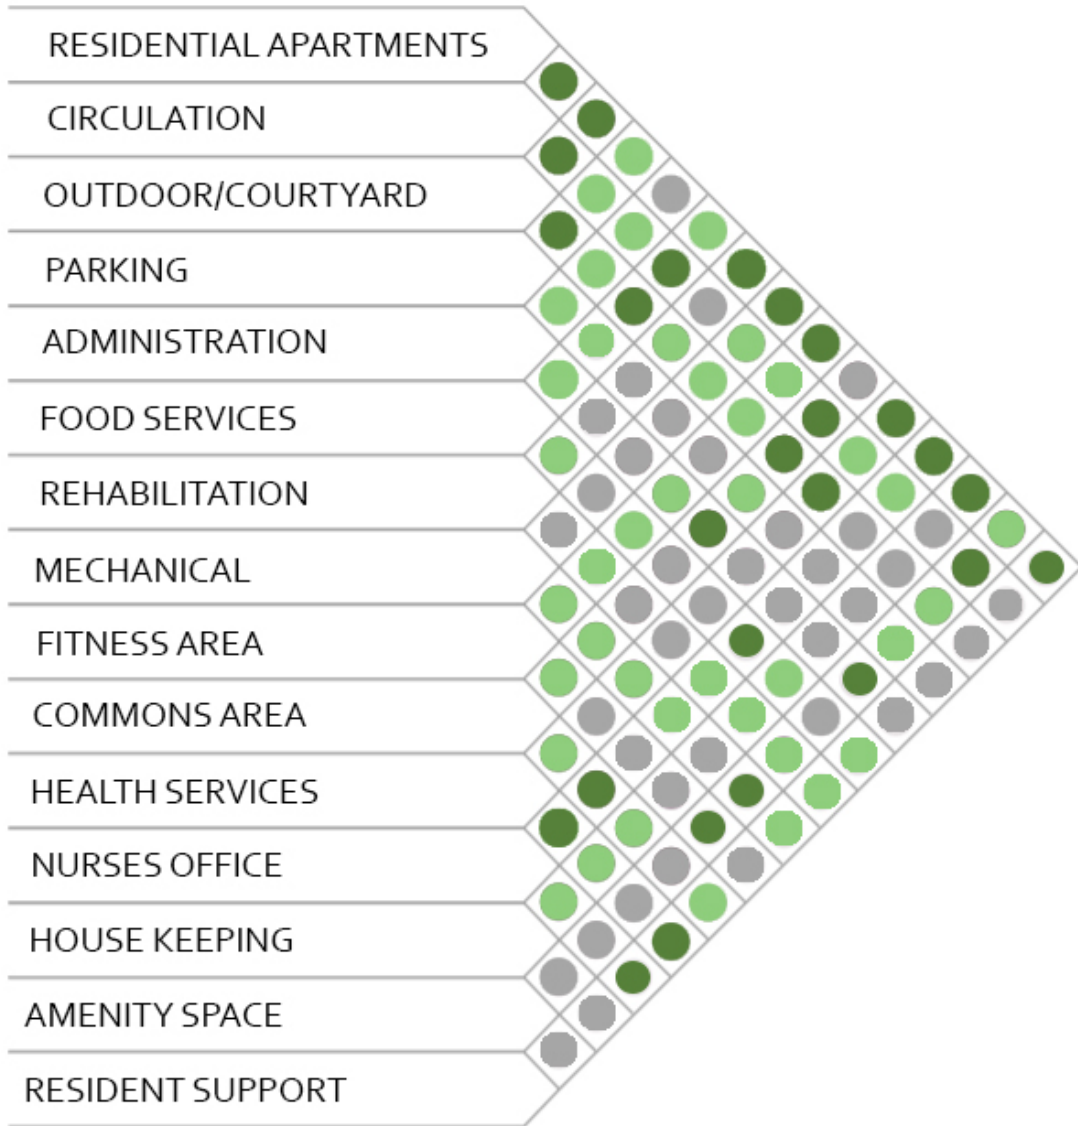 RESIDENTIAL APARTMENTS
CIRCULATION
OUTDOOR/COURTYARD
PARKING
ADMINISTRATION
FOOD SERVICES
REHABILITATION
MECHANICAL
FITNESS AREA
COMMONS AREA
HEALTH SERVICES
NURSES OFFICE
HOUSE KEEPING
AMENITY SPACE
RESIDENT SUPPORT